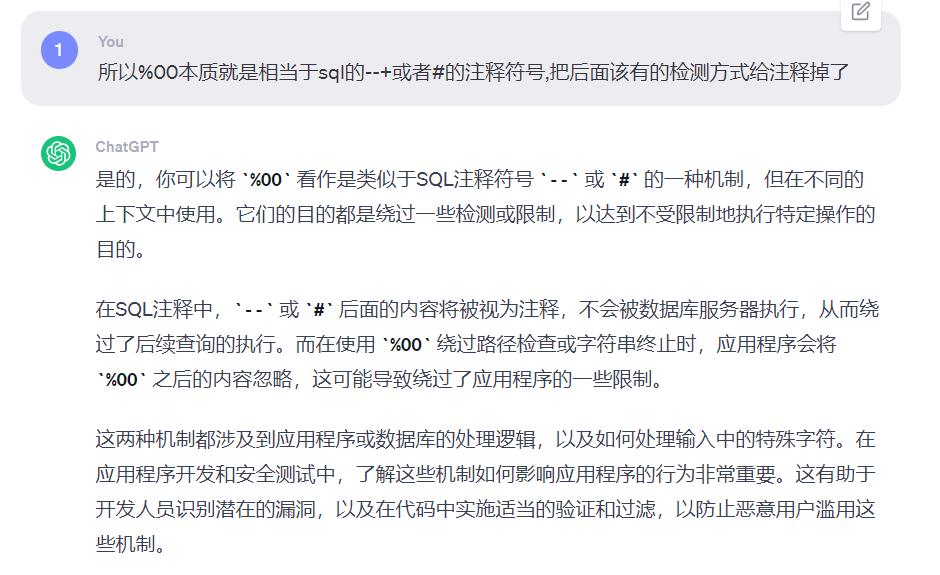 1
You
所以%00本质就是相当于sql的--+或者#的注释符号,把后面该有的检测方式给注释掉了
ChatGPT
是的，你可以将 `%00` 看作是类似于SQL注释符号 `--` 或 `#` 的一种机制，但在不同的
上下文中使用。它们的目的都是绕过一些检测或限制，以达到不受限制地执行特定操作的
目的。
在SQL注释中，`--` 或 `#` 后面的内容将被视为注释，不会被数据库服务器执行，从而绕
过了后续查询的执行。而在使用 `%00` 绕过路径检查或字符串终止时，应用程序会将
`%00` 之后的内容忽略，这可能导致绕过了应用程序的一些限制。
这两种机制都涉及到应用程序或数据库的处理逻辑，以及如何处理输入中的特殊字符。在
应用程序开发和安全测试中，了解这些机制如何影响应用程序的行为非常重要。这有助于
开发人员识别潜在的漏洞，以及在代码中实施适当的验证和过滤，以防止恶意用户滥用这
些机制。